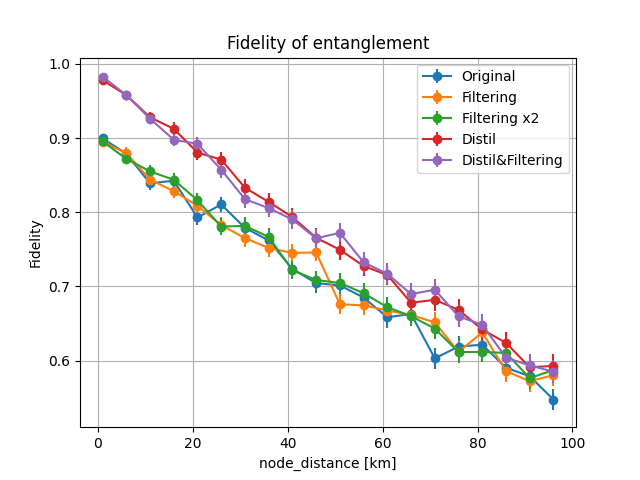 Fidelity of entanglement
1.0
0.9
0.8
0.7
0.6
Fidelity
Original
Filtering
Filtering x2
Distil
Distil&Filtering
0 20 40 60 80 100
node_distance [km]